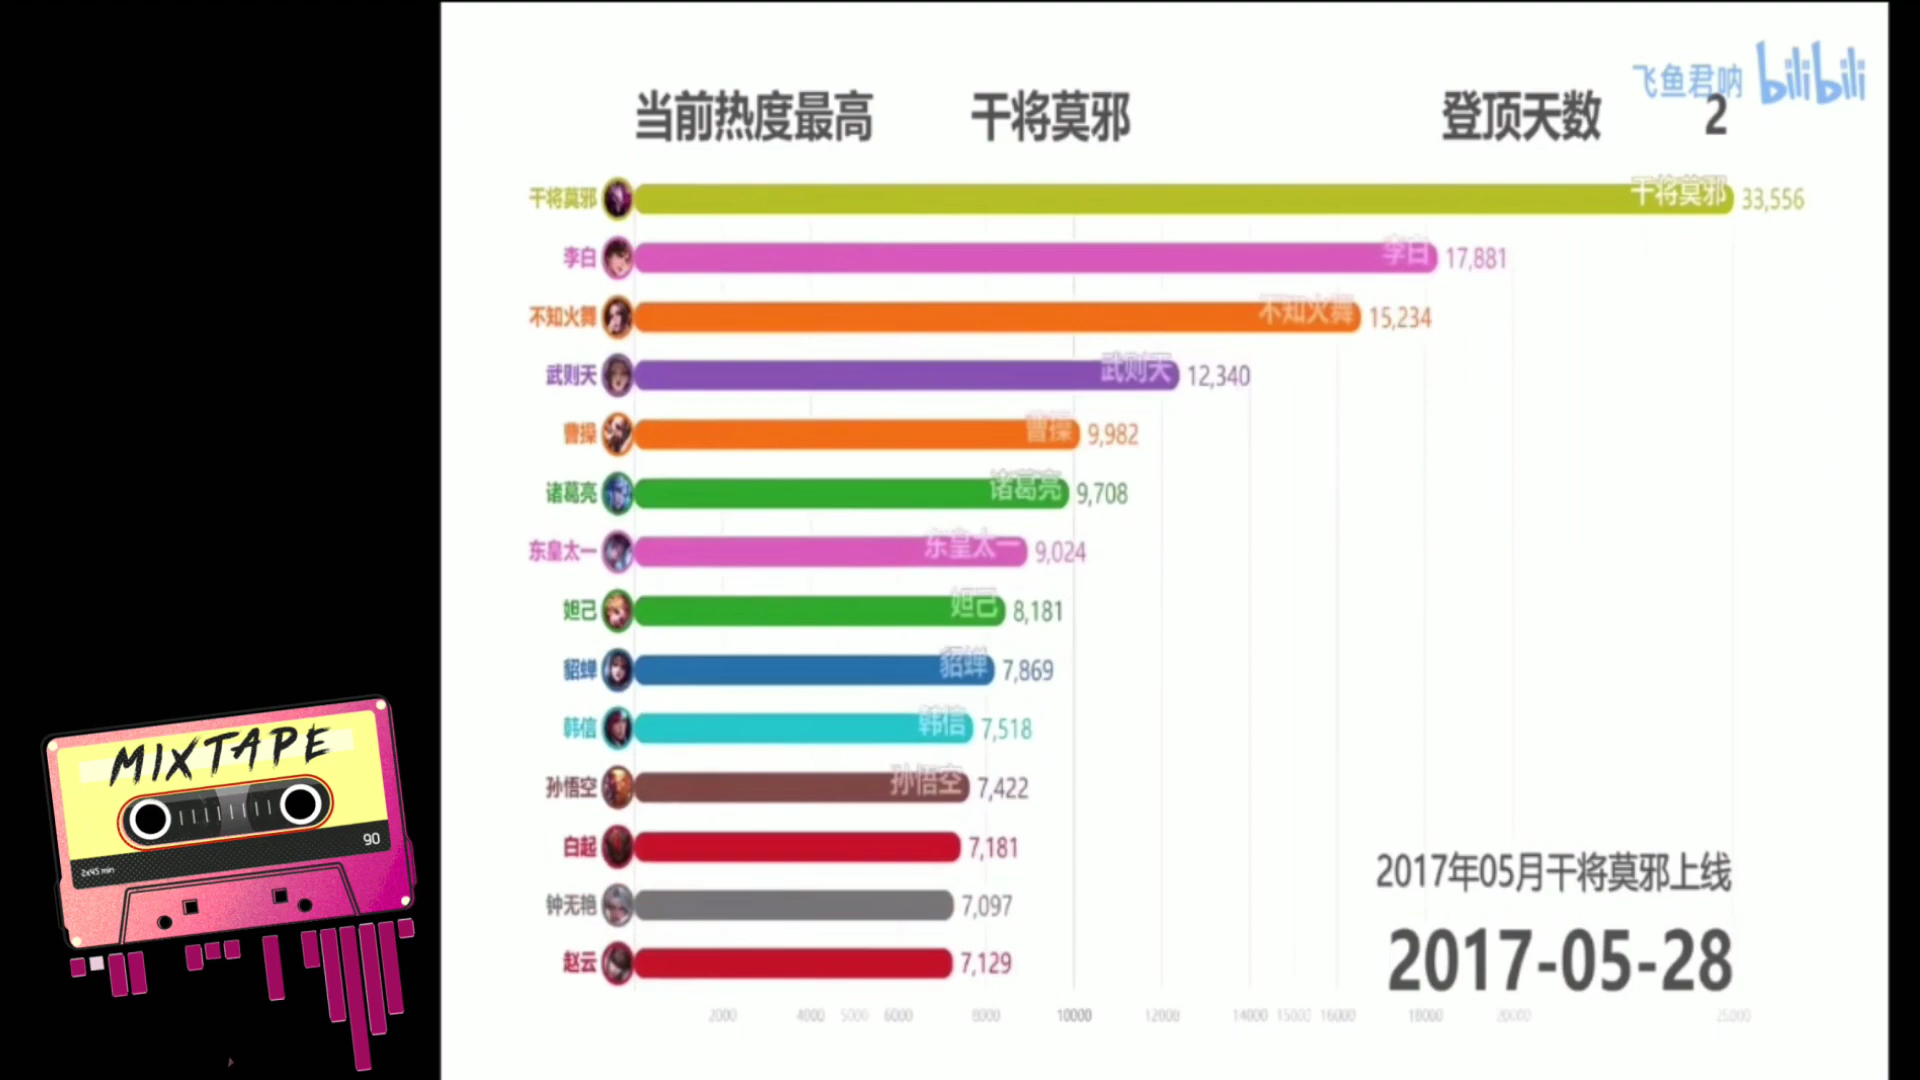 飞鱼君呐 bilibili
当前热度最高 干将莫邪 登顶天数 2
干将莫邪 干将莫邪 33,556
李白 李白 17,881
不知火舞 不知火舞 15,234
武则天 武则天 12,340
曹操 曹操 9,982
诸葛亮 诸葛亮 9,708
东皇太一 东皇太一 9,024
妲己 妲己 8,181
貂蝉 貂蝉 7,869
韩信 韩信 7,518
孙悟空 孙悟空 7,422
白起 7,181
钟无艳 7,097
赵云 7,129
2017年05月干将莫邪上线
2017-05-28
2000 4000 5000 6000 8000 10000 12000 14000 15000 16000 18000 20000 25000
MIXTAPE
90
2x45 min